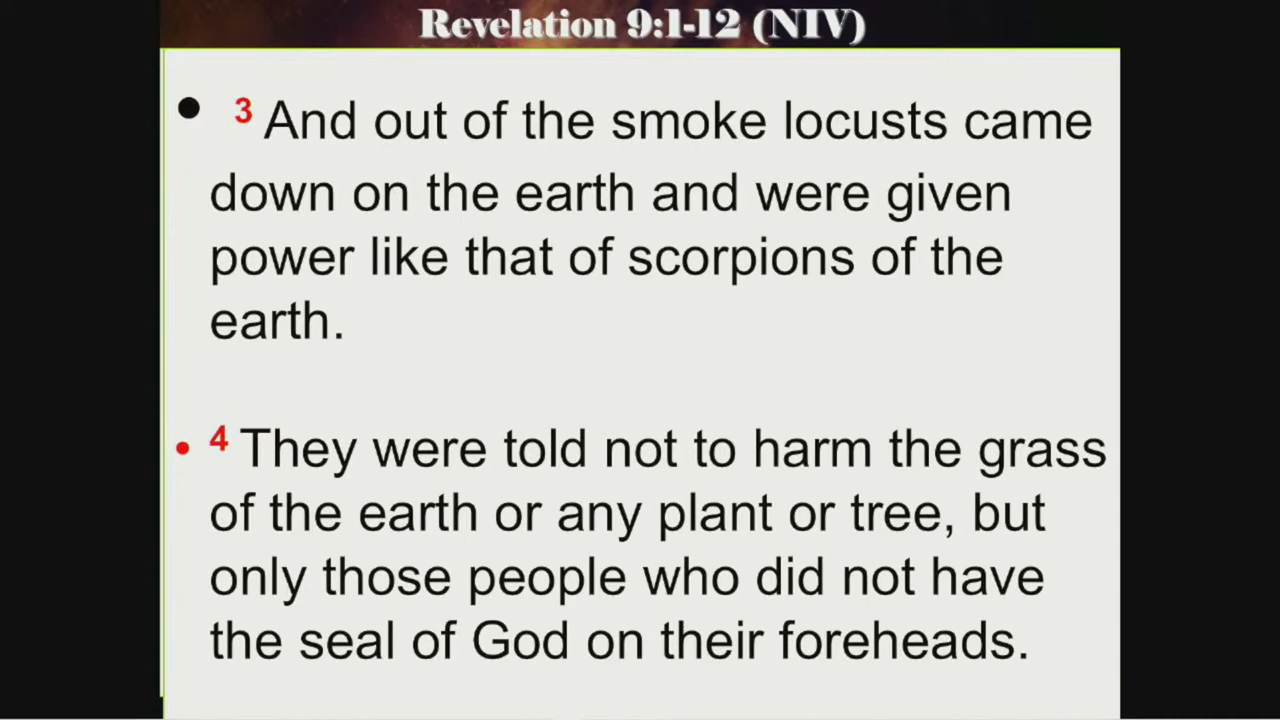 Revelation 9:1-12 (NIV)
• 3 And out of the smoke locusts came
down on the earth and were given
power like that of scorpions of the
earth.
• 4 They were told not to harm the grass
of the earth or any plant or tree, but
only those people who did not have
the seal of God on their foreheads.